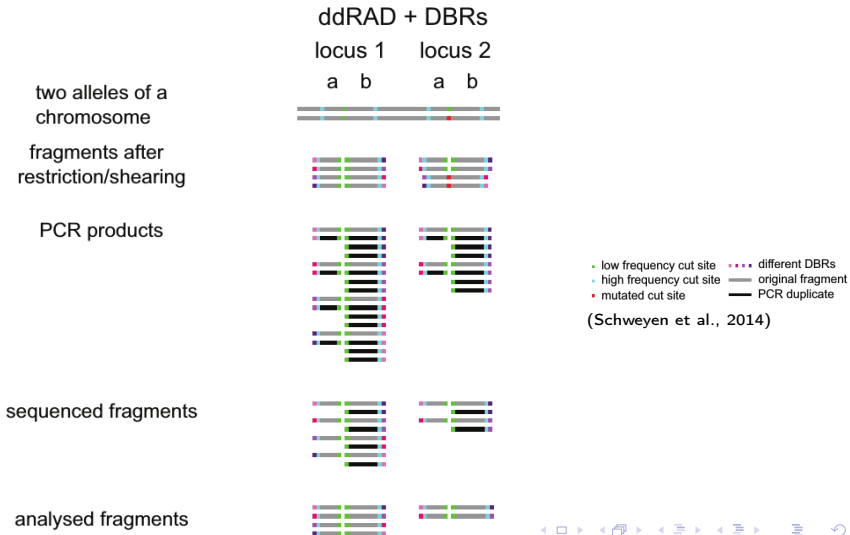 ddRAD + DBRs
locus 1 locus 2
a b a b
two alleles of a
chromosome
fragments after
restriction/shearing
PCR products
low frequency cut site
high frequency cut site
mutated cut site
different DBRs
original fragment
PCR duplicate
(Schweyen et al., 2014)
sequenced fragments
analysed fragments